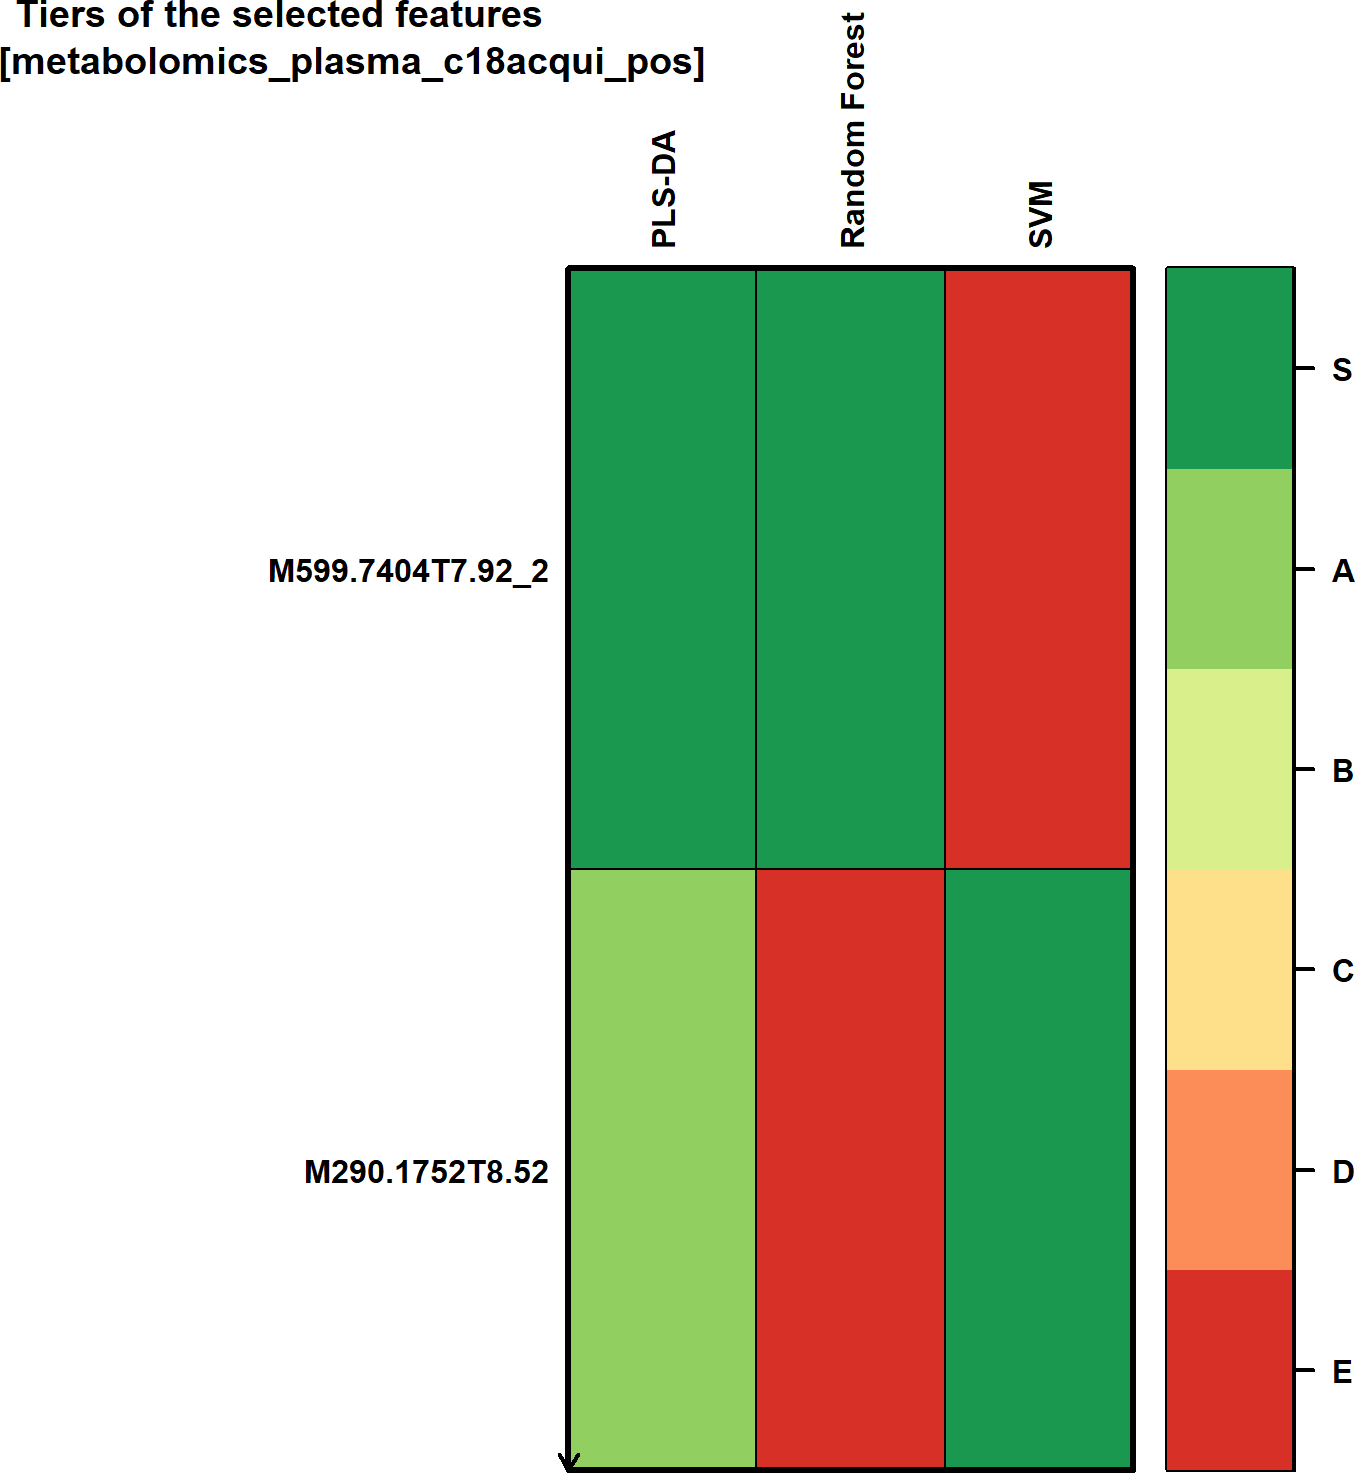 Tiers of the selected features
[metabolomics_plasma_c18acqui_pos]
PLS-DA
Random Forest
SVM
M599.7404T7.92_2
M290.1752T8.52
S
A
B
C
D
E